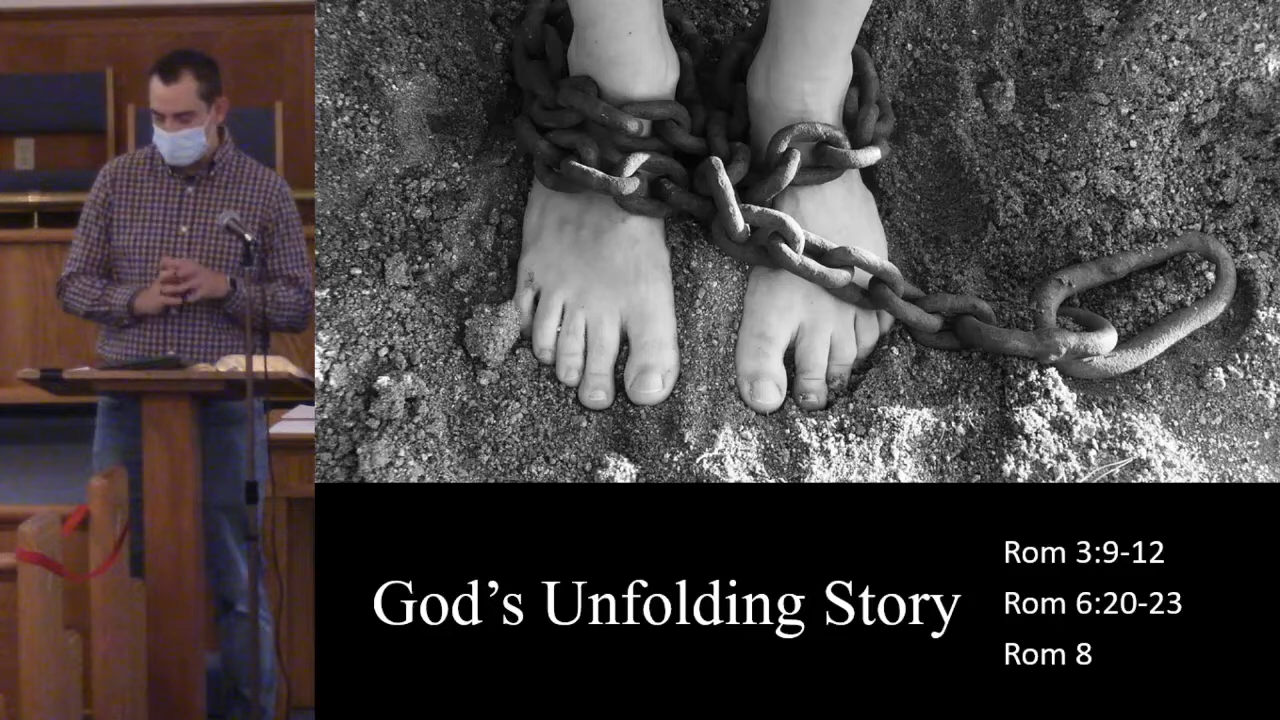 God’s Unfolding Story
Rom 3:9-12
Rom 6:20-23
Rom 8